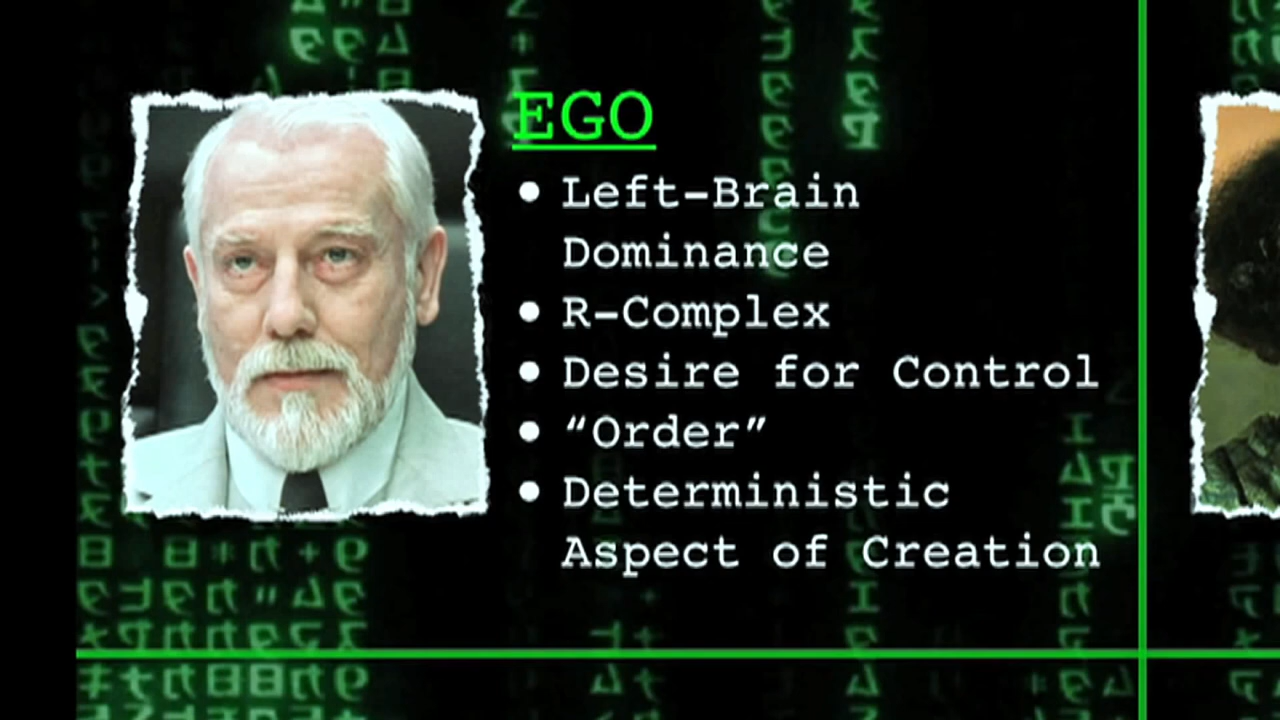 EGO
• Left-Brain
Dominance
• R-Complex
• Desire for Control
• “Order”
• Deterministic
Aspect of Creation